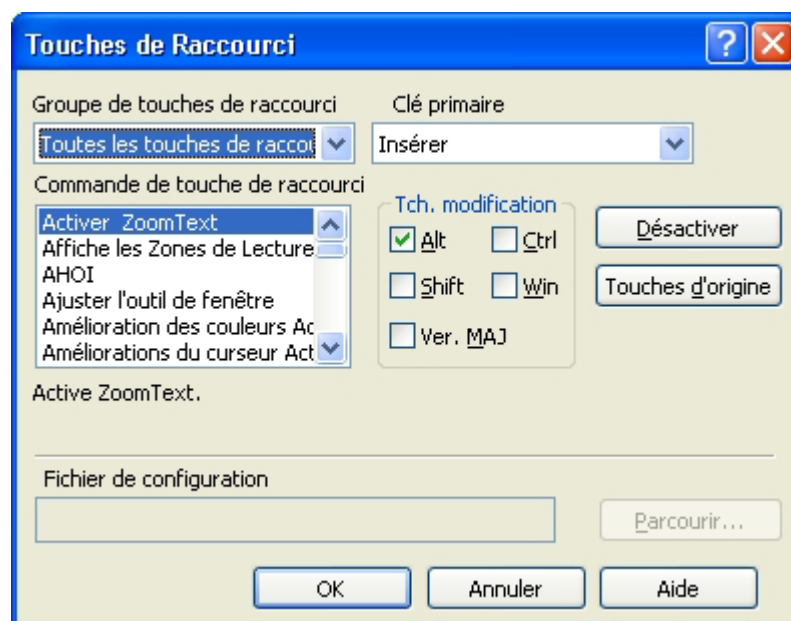 Touches de Raccourci
Groupe de touches de raccourci
Clé primaire
Toutes les touches de raccou
Insérer
Commande de touche de raccourci
Activer ZoomText
Affiche les Zones de Lecture
AHOI
Ajuster l'outil de fenêtre
Amélioration des couleurs Ac
Améliorations du curseur Act
Tch. modification
Alt
Ctrl
Shift
Win
Ver. MAJ
Désactiver
Touches d'origine
Active ZoomText.
Fichier de configuration
Parcourir...
OK
Annuler
Aide